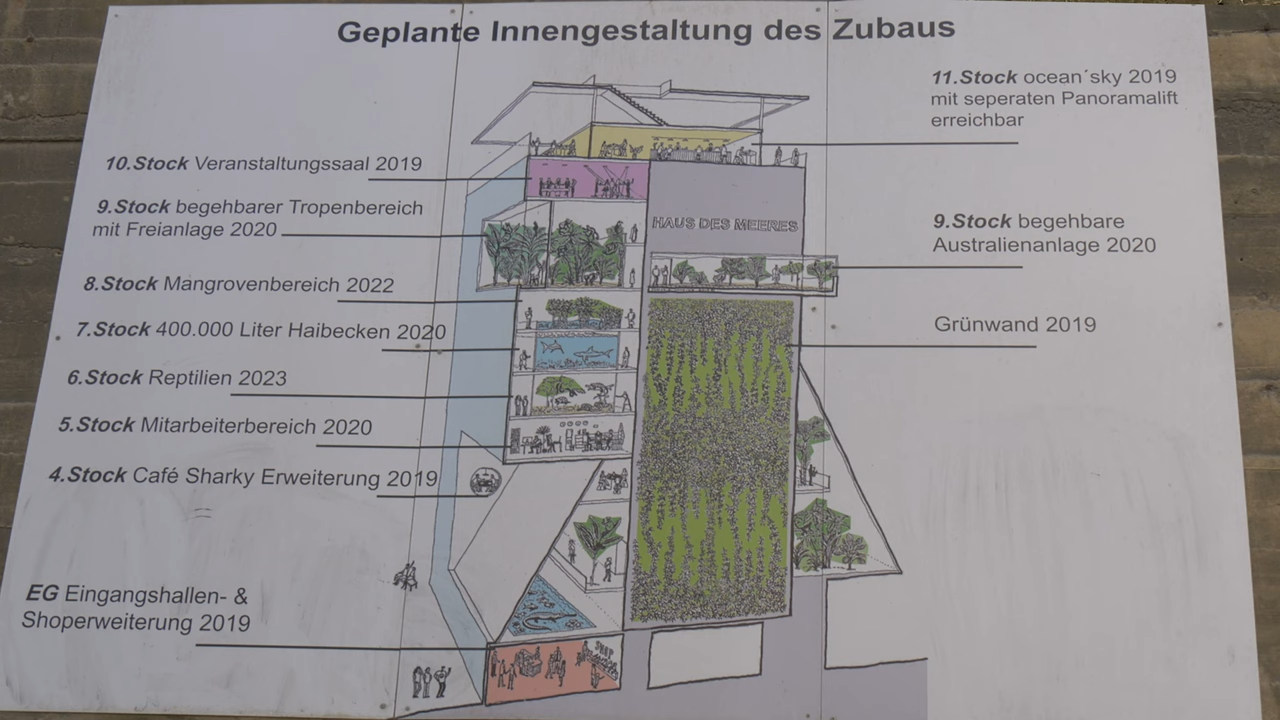 Geplante Innengestaltung des Zubaus
11.Stock ocean´sky 2019
mit seperaten Panoramalift
erreichbar
10.Stock Veranstaltungssaal 2019
9.Stock begehbarer Tropenbereich
mit Freianlage 2020
HAUS DES MEERES
9.Stock begehbare
Australienanlage 2020
8.Stock Mangrovenbereich 2022
7.Stock 400.000 Liter Haibecken 2020
Grünwand 2019
6.Stock Reptilien 2023
5.Stock Mitarbeiterbereich 2020
4.Stock Café Sharky Erweiterung 2019
EG Eingangshallen- &
Shoperweiterung 2019
SHOP